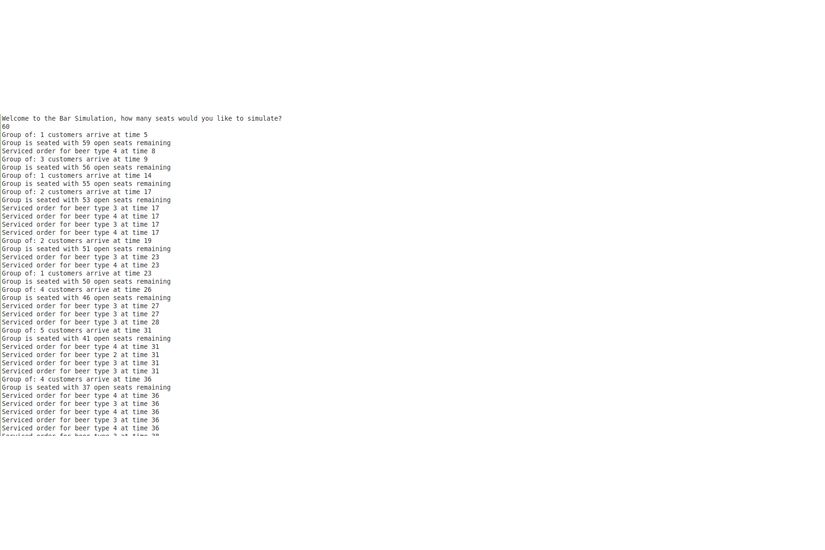 Welcome to the Bar Simulation, how many seats would you like to simulate?
60
Group of: 1 customers arrive at time 5
Group is seated with 59 open seats remaining
Serviced order for beer type 4 at time 8
Group of: 3 customers arrive at time 9
Group is seated with 56 open seats remaining
Group of: 1 customers arrive at time 14
Group is seated with 55 open seats remaining
Group of: 2 customers arrive at time 17
Group is seated with 53 open seats remaining
Serviced order for beer type 3 at time 17
Serviced order for beer type 4 at time 17
Serviced order for beer type 3 at time 17
Serviced order for beer type 4 at time 17
Group of: 2 customers arrive at time 19
Group is seated with 51 open seats remaining
Serviced order for beer type 3 at time 23
Serviced order for beer type 4 at time 23
Group of: 1 customers arrive at time 23
Group is seated with 50 open seats remaining
Group of: 4 customers arrive at time 26
Group is seated with 46 open seats remaining
Serviced order for beer type 3 at time 27
Serviced order for beer type 3 at time 27
Serviced order for beer type 3 at time 28
Group of: 5 customers arrive at time 31
Group is seated with 41 open seats remaining
Serviced order for beer type 4 at time 31
Serviced order for beer type 2 at time 31
Serviced order for beer type 3 at time 31
Serviced order for beer type 3 at time 31
Group of: 4 customers arrive at time 36
Group is seated with 37 open seats remaining
Serviced order for beer type 4 at time 36
Serviced order for beer type 3 at time 36
Serviced order for beer type 4 at time 36
Serviced order for beer type 3 at time 36
Serviced order for beer type 4 at time 36